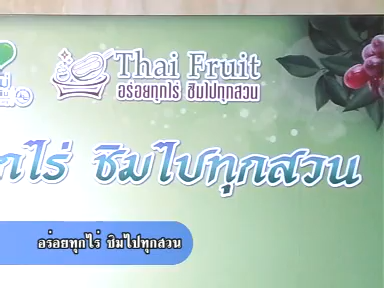 Thai Fruit
อร่อยทุกไร่ ชิมไปทุกสวน
กไร่ ชิมไปทุกสวน
อร่อยทุกไร่ ชิมไปทุกสวน